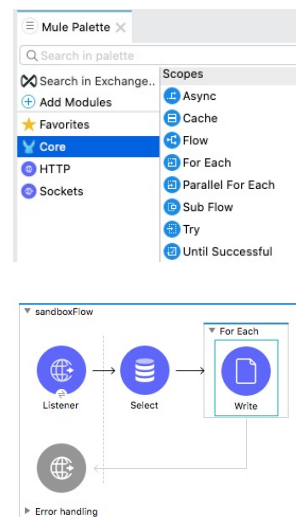 Mule Palette
Search in palette
Search in Exchange..
Add Modules
Favorites
Core
HTTP
Sockets
Scopes
Async
Cache
Flow
For Each
Parallel For Each
Sub Flow
Try
Until Successful
sandboxFlow
For Each
Listener
Select
Write
Error handling